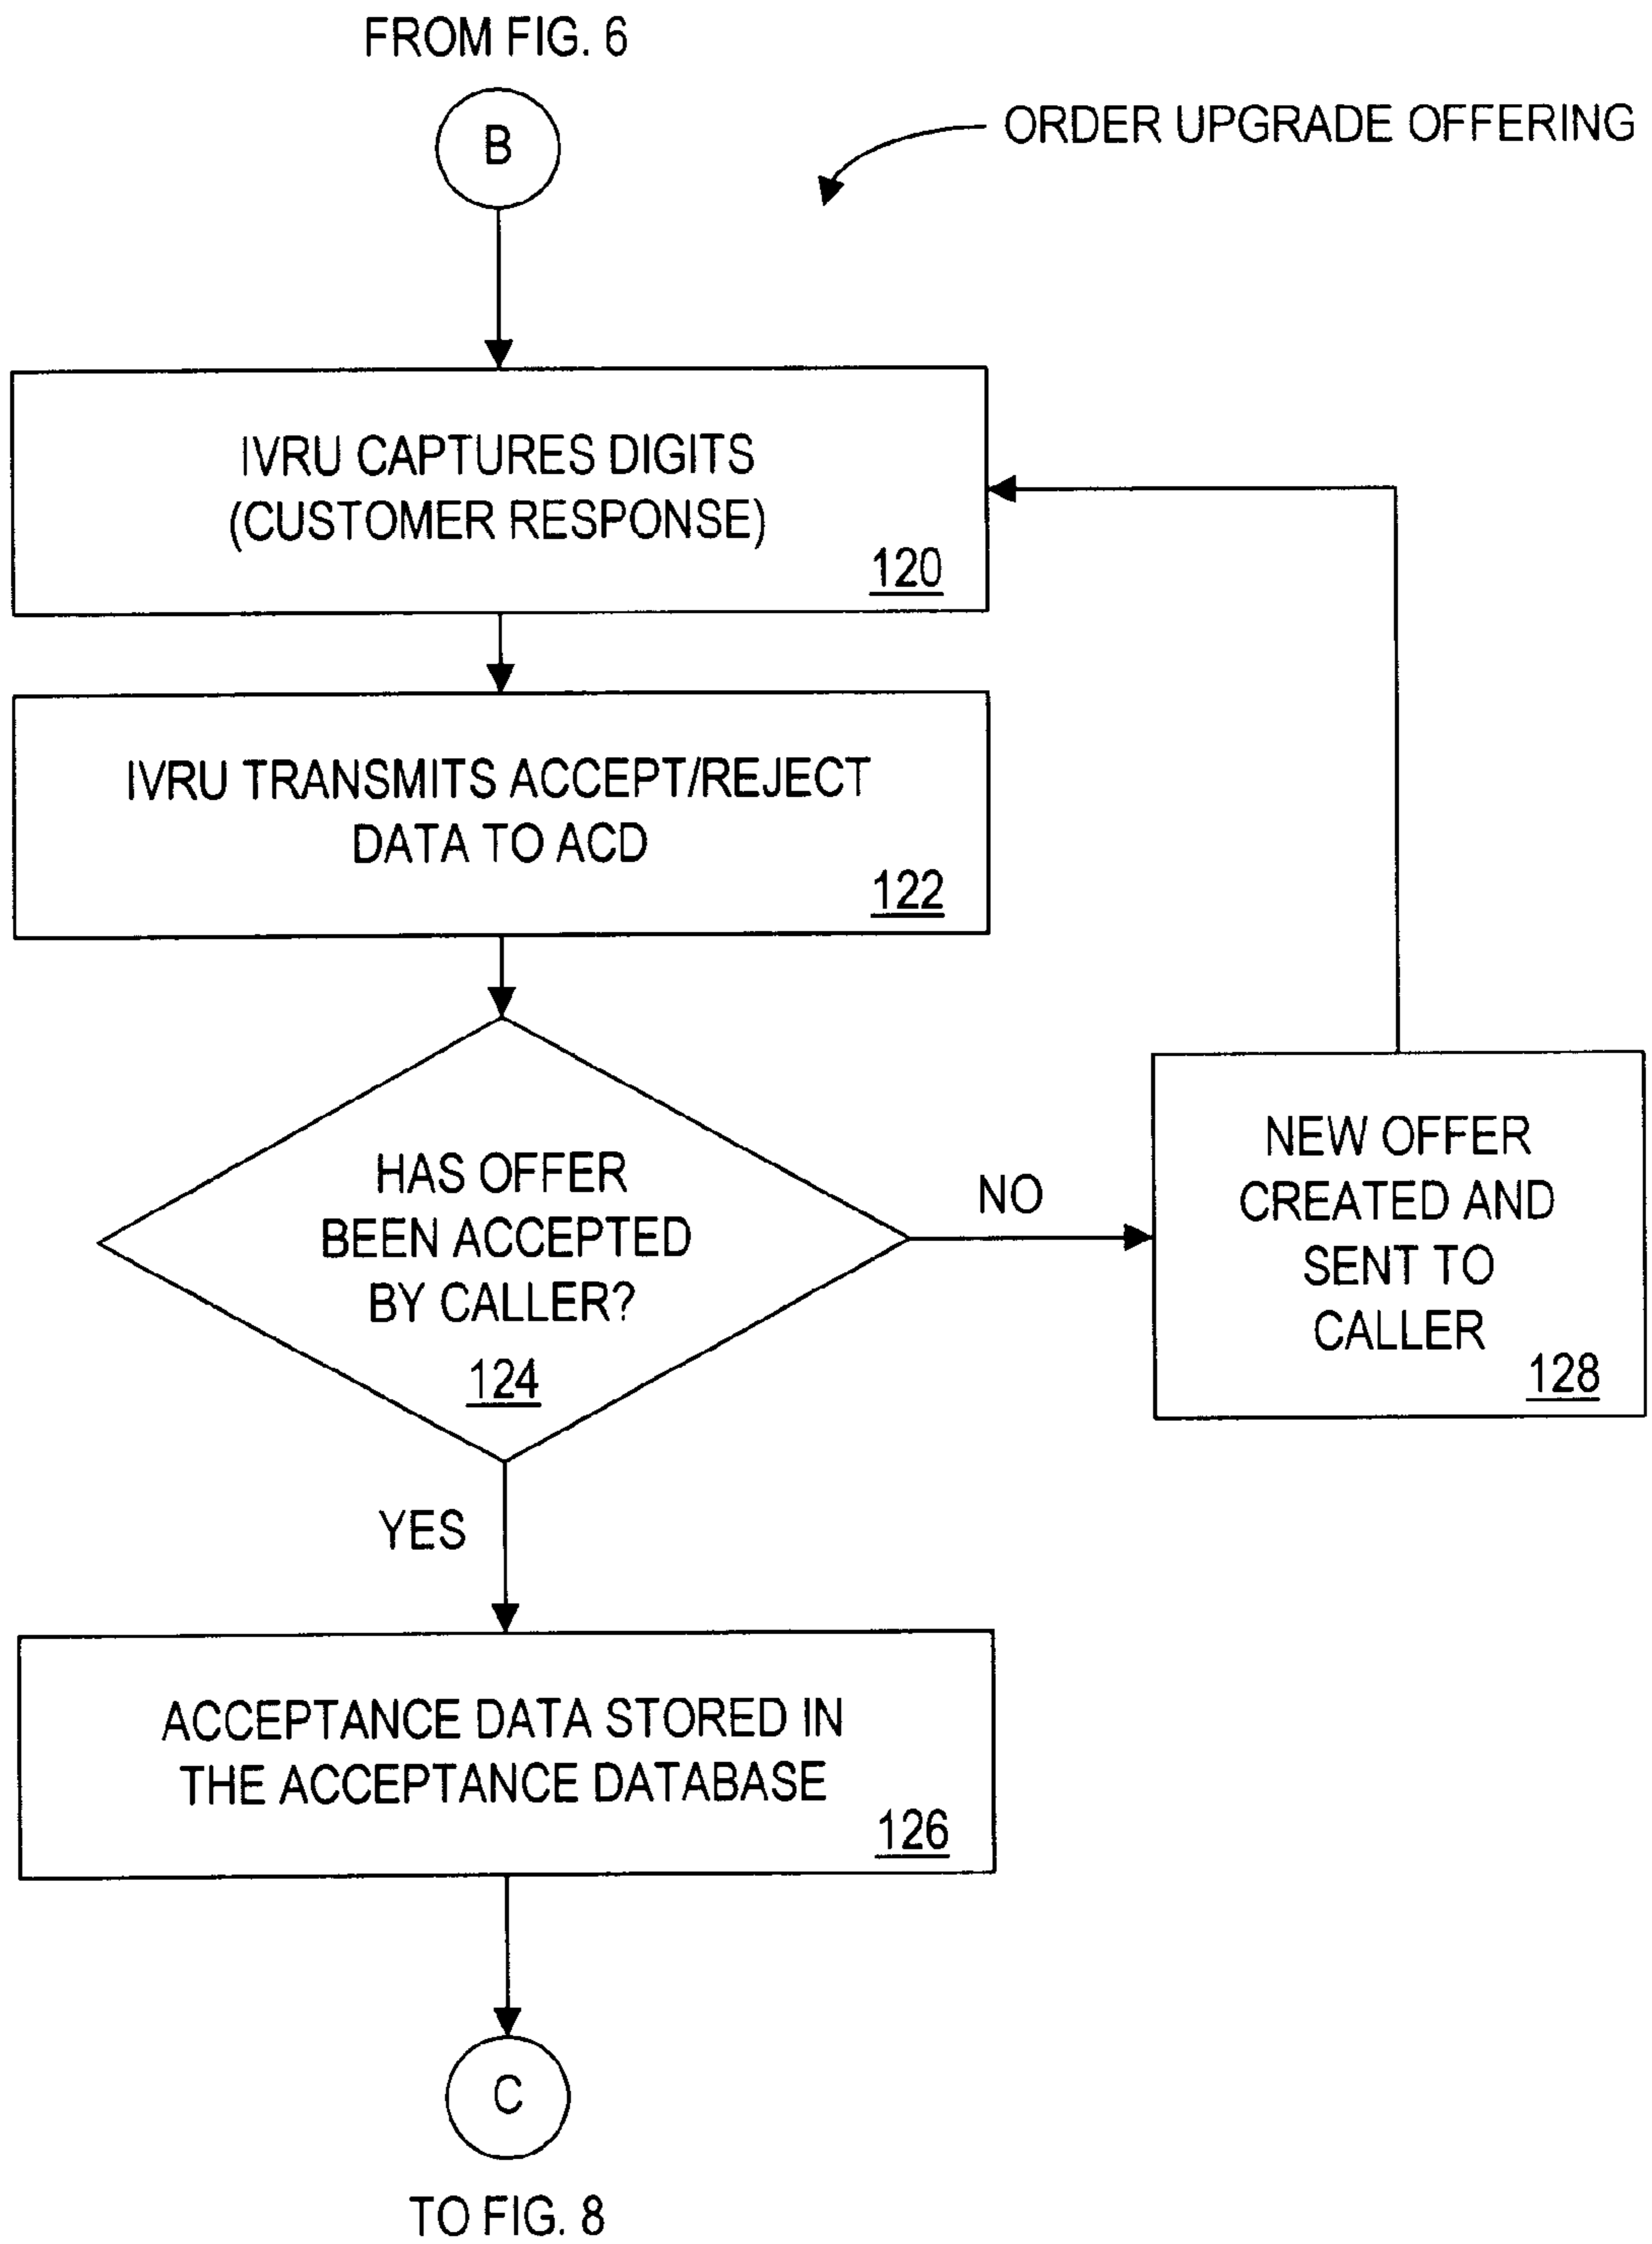 FROM FIG. 6
B
ORDER UPGRADE OFFERING
IVRU CAPTURES DIGITS
(CUSTOMER RESPONSE)
120
IVRU TRANSMITS ACCEPT/REJECT
DATA TO ACD
122
HAS OFFER
BEEN ACCEPTED
BY CALLER?
124
NO
NEW OFFER
CREATED AND
SENT TO
CALLER
128
YES
ACCEPTANCE DATA STORED IN
THE ACCEPTANCE DATABASE
126
C
TO FIG. 8